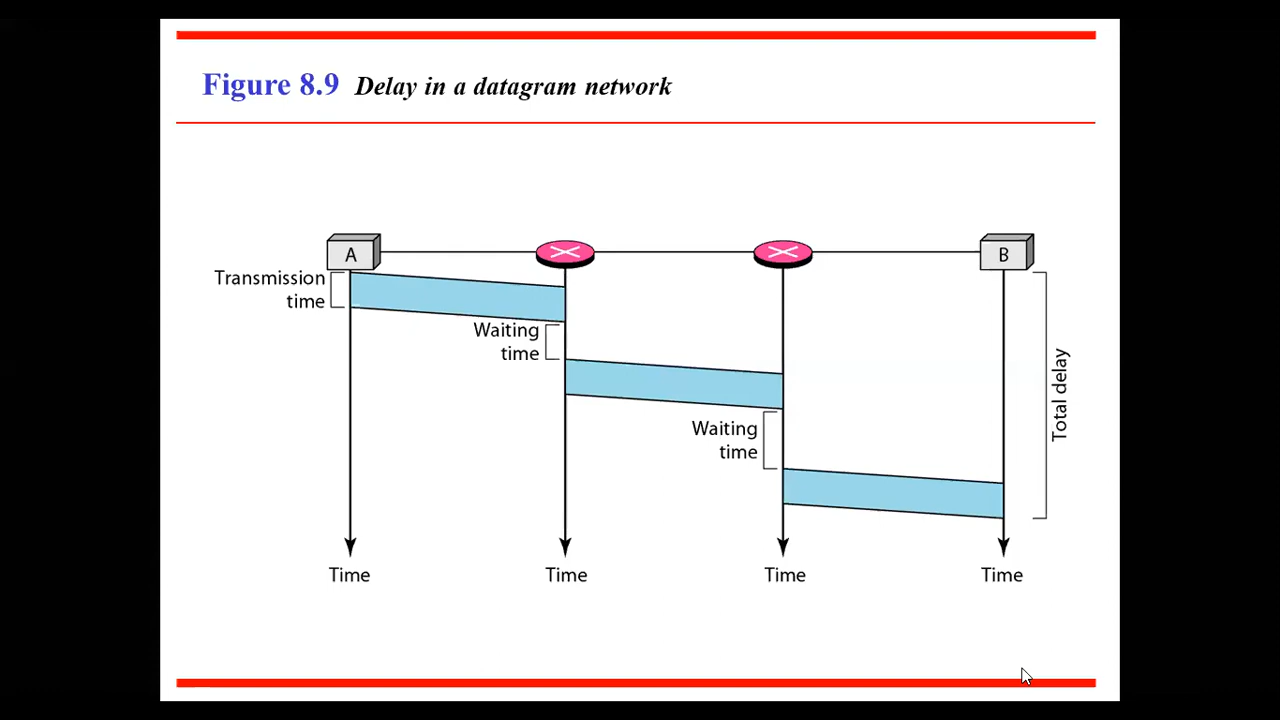 Figure 8.9 Delay in a datagram network
A
B
Transmission
time
Waiting
time
Waiting
time
Total delay
Time
Time
Time
Time